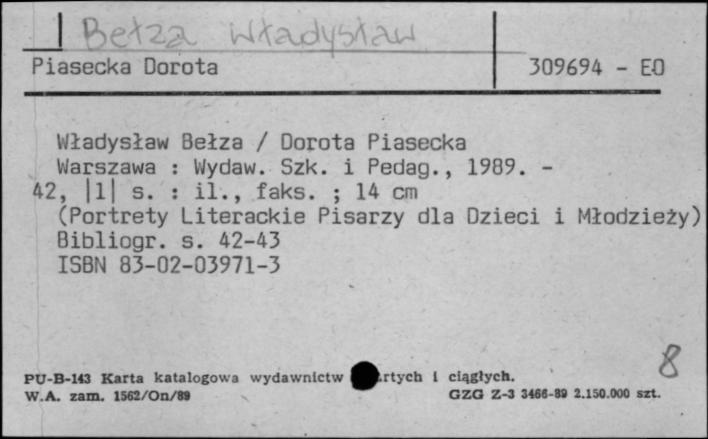 Bełza Władysław
Piasecka Dorota
309694 - EO
Władysław Bełza / Dorota Piasecka
Warszawa : Wydaw. Szk. i Pedag., 1989. -
42, |1| s. : il., faks. ; 14 cm
(Portrety Literackie Pisarzy dla Dzieci i Młodzieży)
Bibliogr. s. 42-43
ISBN 83-02-03971-3
8
PU-B-143 Karta katalogowa wydawnictw rtych i ciągłych.
W.A. zam. 1562/On/89 GZG Z-3 3466-89 2.150.000 szt.